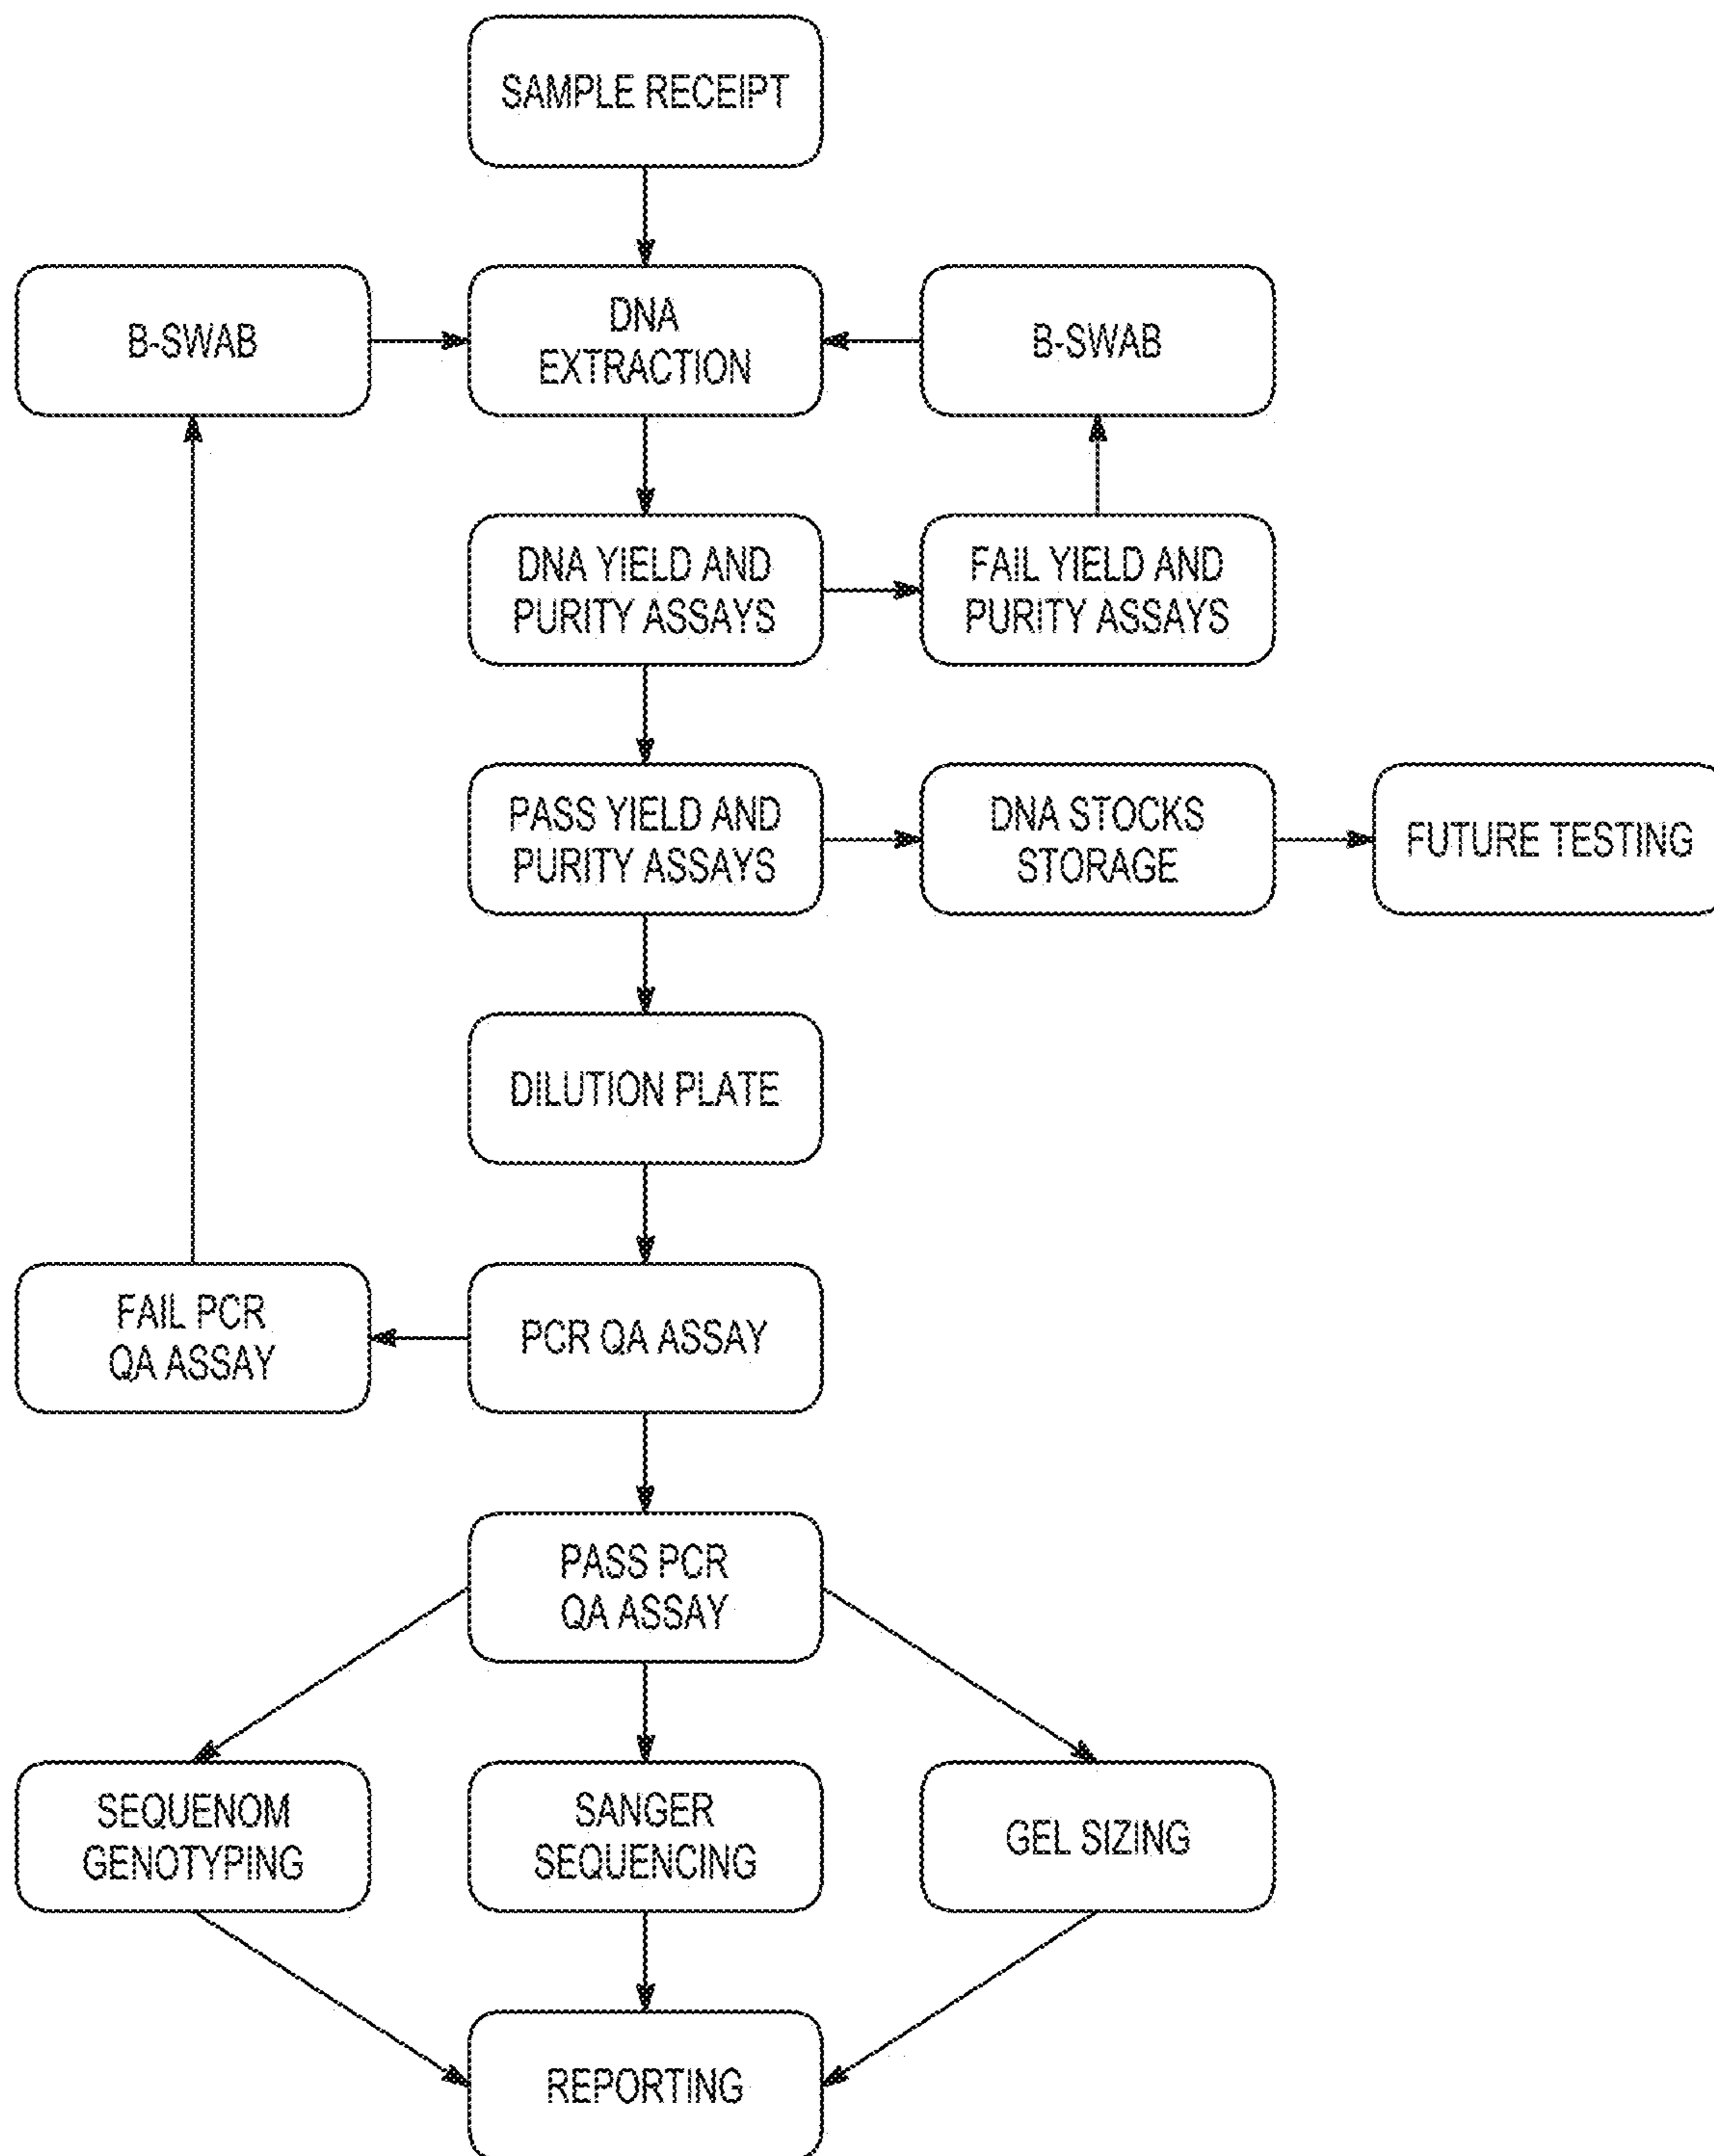 SAMPLE RECEIPT
B-SWAB
DNA
EXTRACTION
B-SWAB
DNA YIELD AND
PURITY ASSAYS
FAIL YIELD AND
PURITY ASSAYS
PASS YIELD AND
PURITY ASSAYS
DNA STOCKS
STORAGE
FUTURE TESTING
DILUTION PLATE
FAIL PCR
QA ASSAY
PCR QA ASSAY
PASS PCR
QA ASSAY
SEQUENOM
GENOTYPING
SANGER
SEQUENCING
GEL SIZING
REPORTING